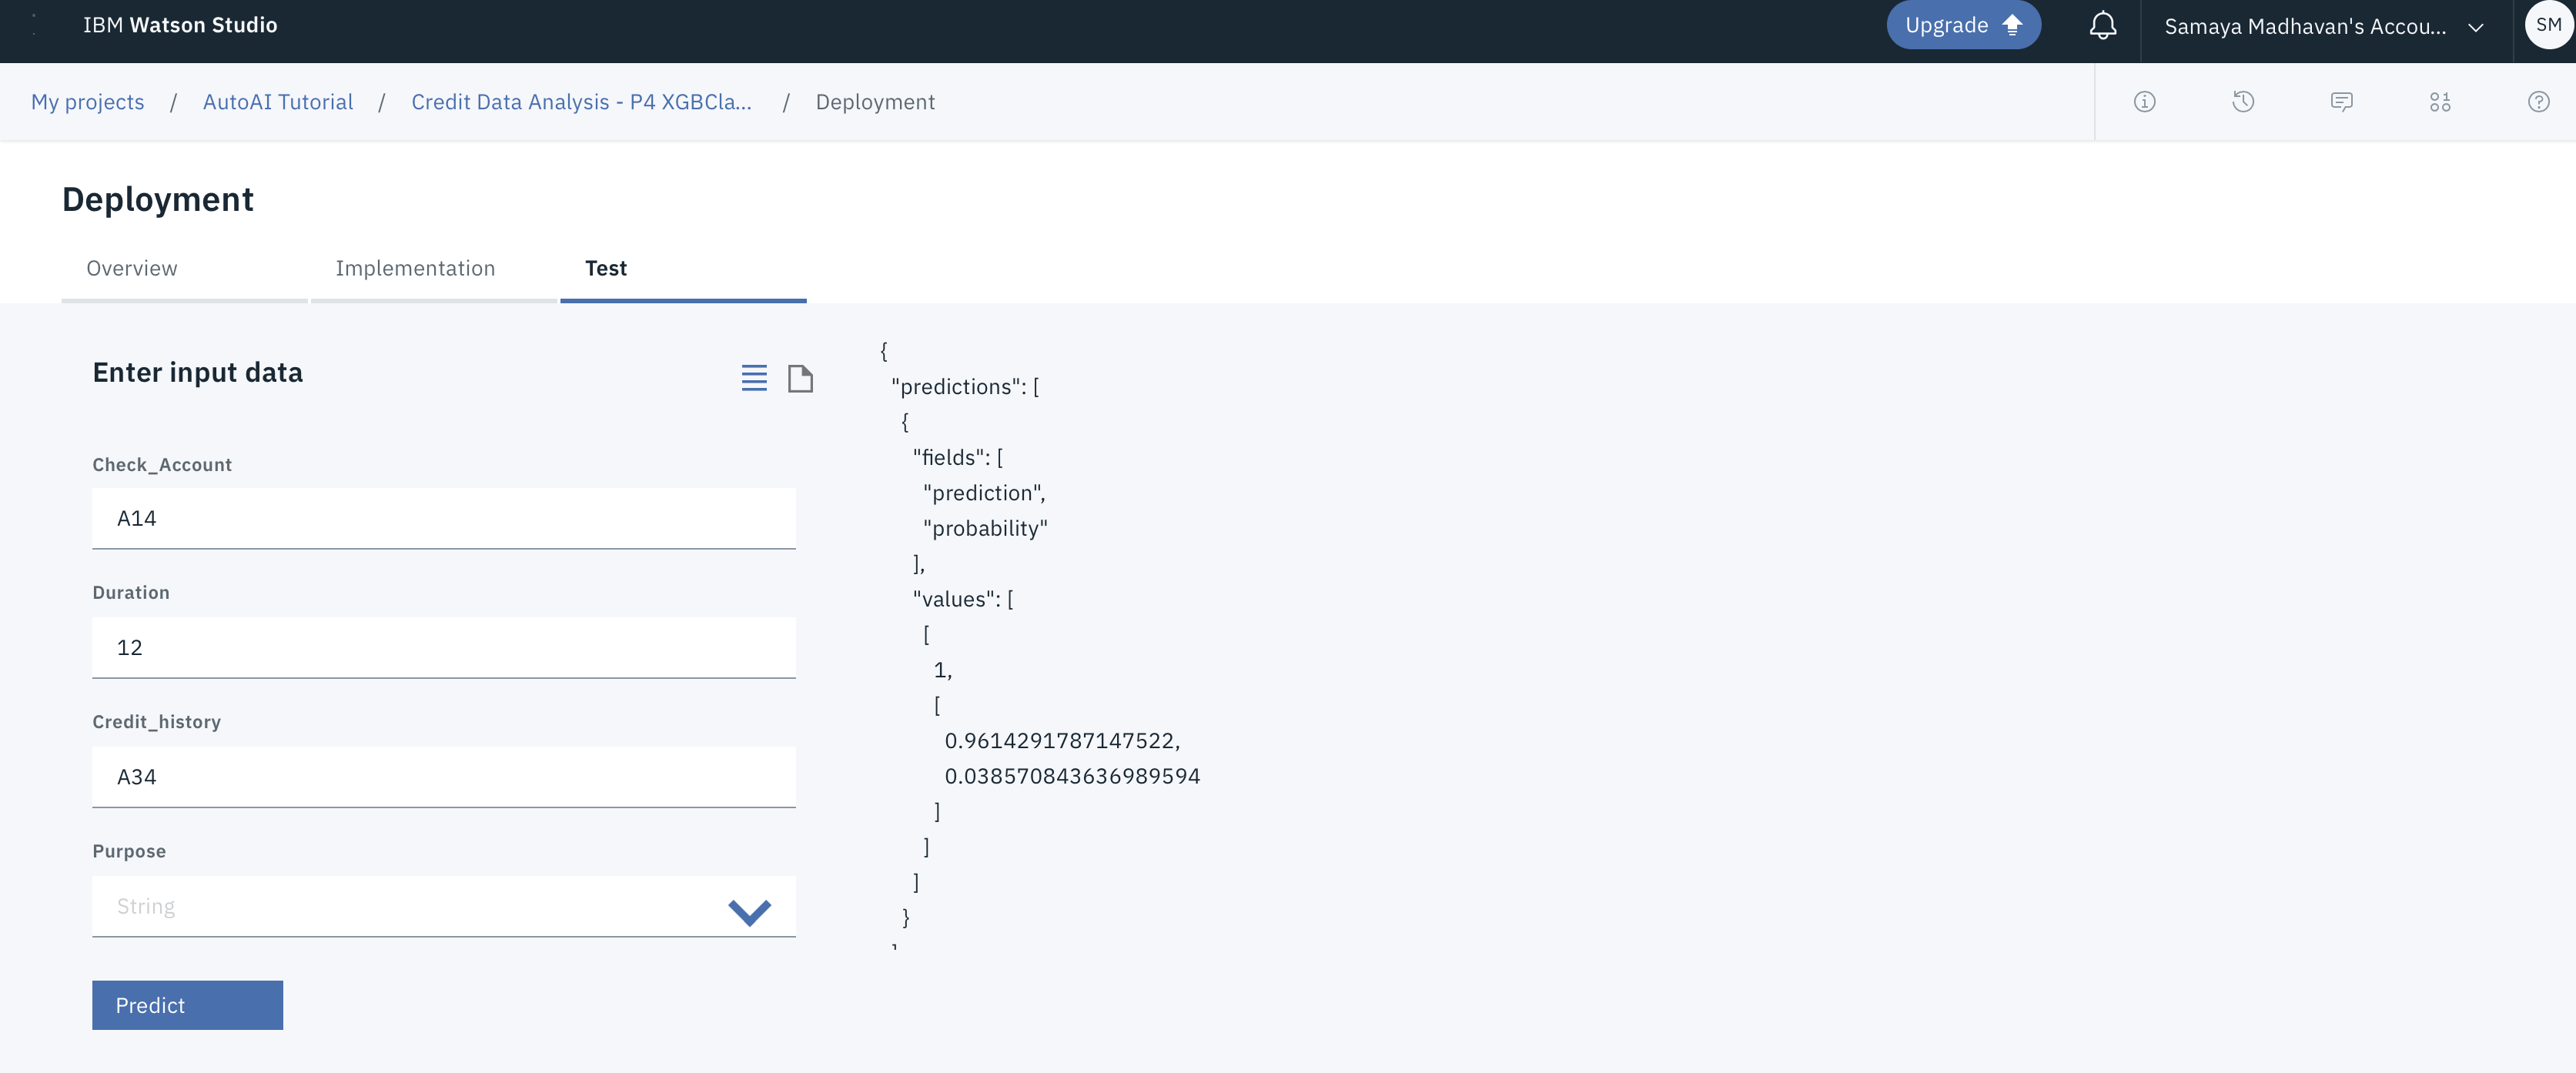 IBM Watson Studio
Upgrade
Samaya Madhavan's Accou...
SM
My projects / AutoAI Tutorial / Credit Data Analysis - P4 XGBCla... / Deployment
Deployment
Overview
Implementation
Test
Enter input data
Check_Account
A14
Duration
12
Credit_history
A34
Purpose
String
Predict
{
"predictions": [
{
"fields": [
"prediction",
"probability"
],
"values": [
[
1,
[
0.9614291787147522,
0.038570843636989594
]
]
]
}
]